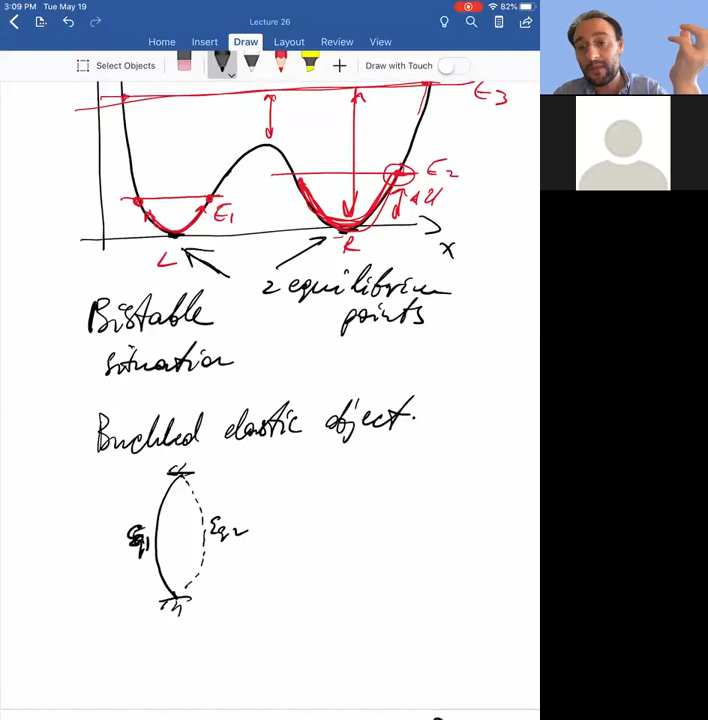 3:09 PM Tue May 19
82%
Lecture 26
Home Insert Draw Layout Review View
Select Objects
Draw with Touch
E3
E2
E1
ΔU
L
R
x
2 equilibrium
points
Bistable
situation
Buckled elastic object.
Eq1
Eq2